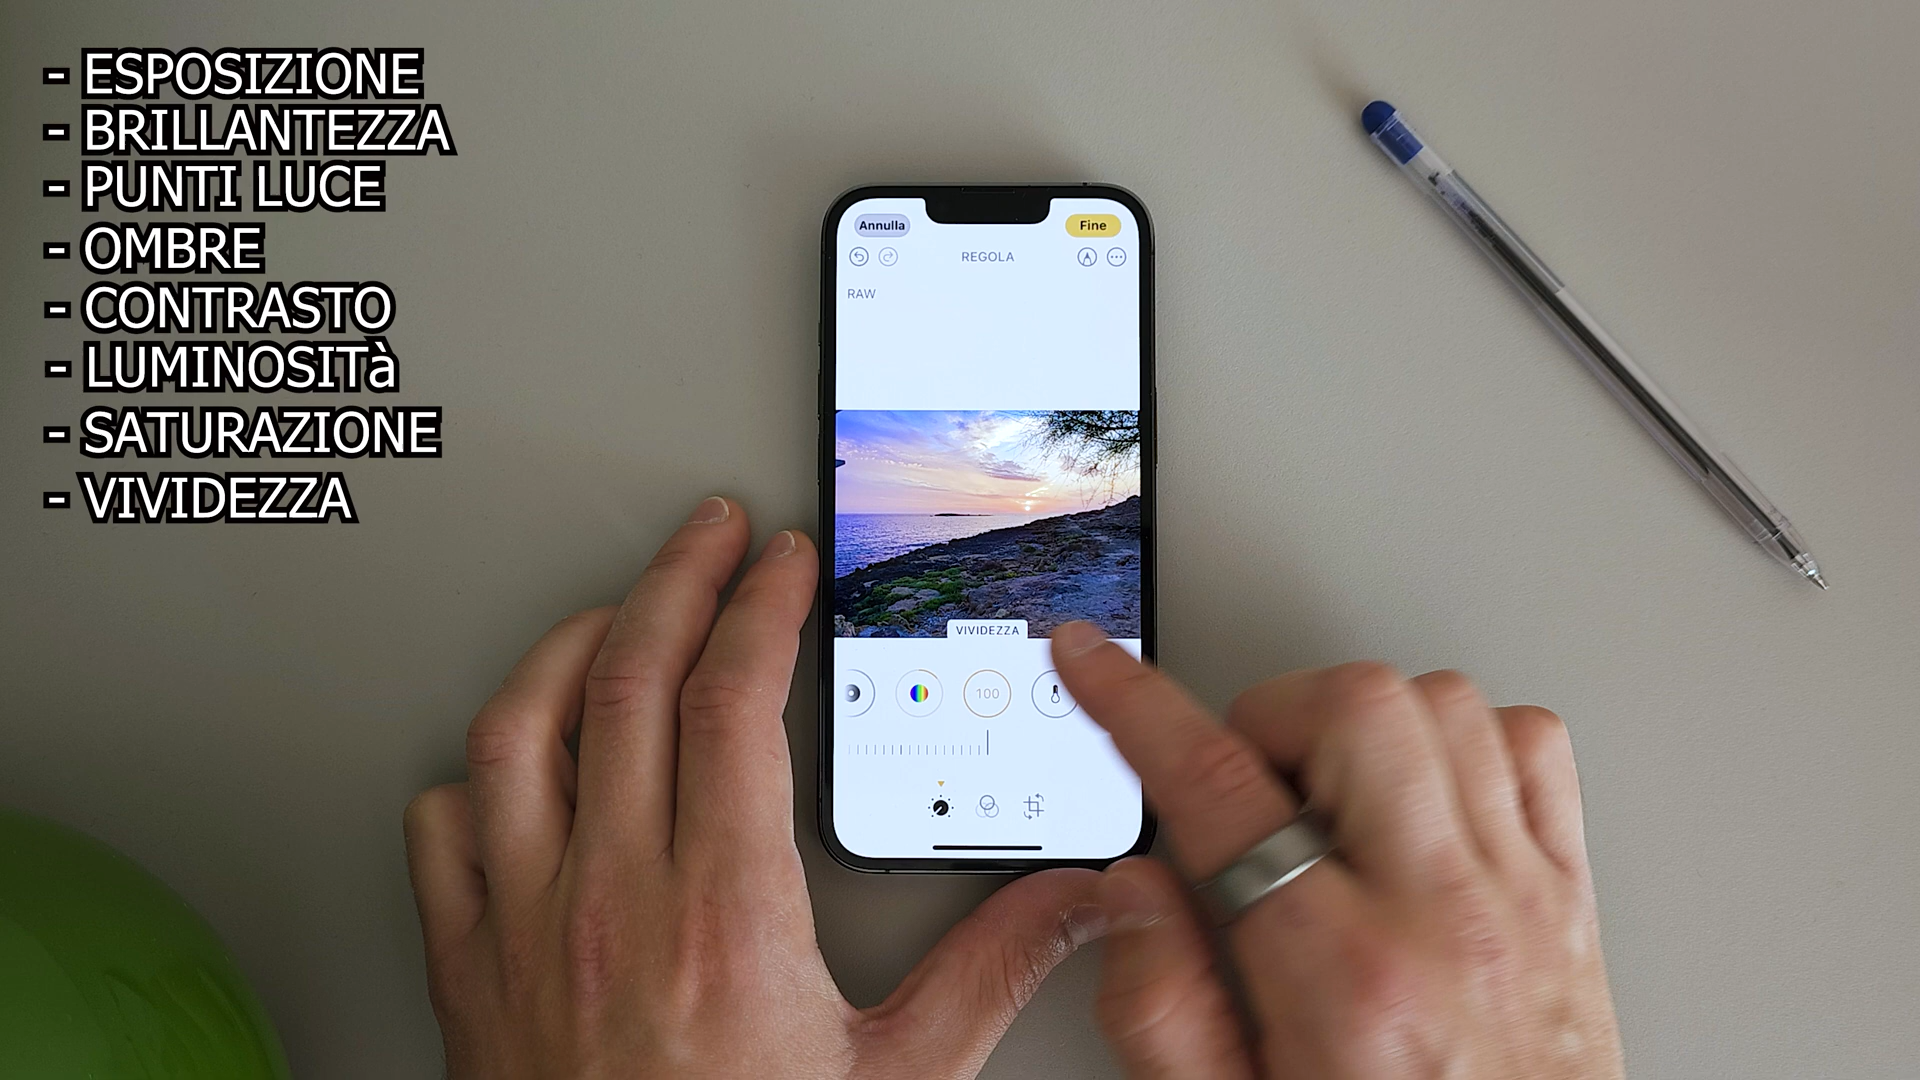 - ESPOSIZIONE
- BRILLANTEZZA
- PUNTI LUCE
- OMBRE
- CONTRASTO
- LUMINOSITà
- SATURAZIONE
- VIVIDEZZA
Annulla
Fine
REGOLA
RAW
VIVIDEZZA
100